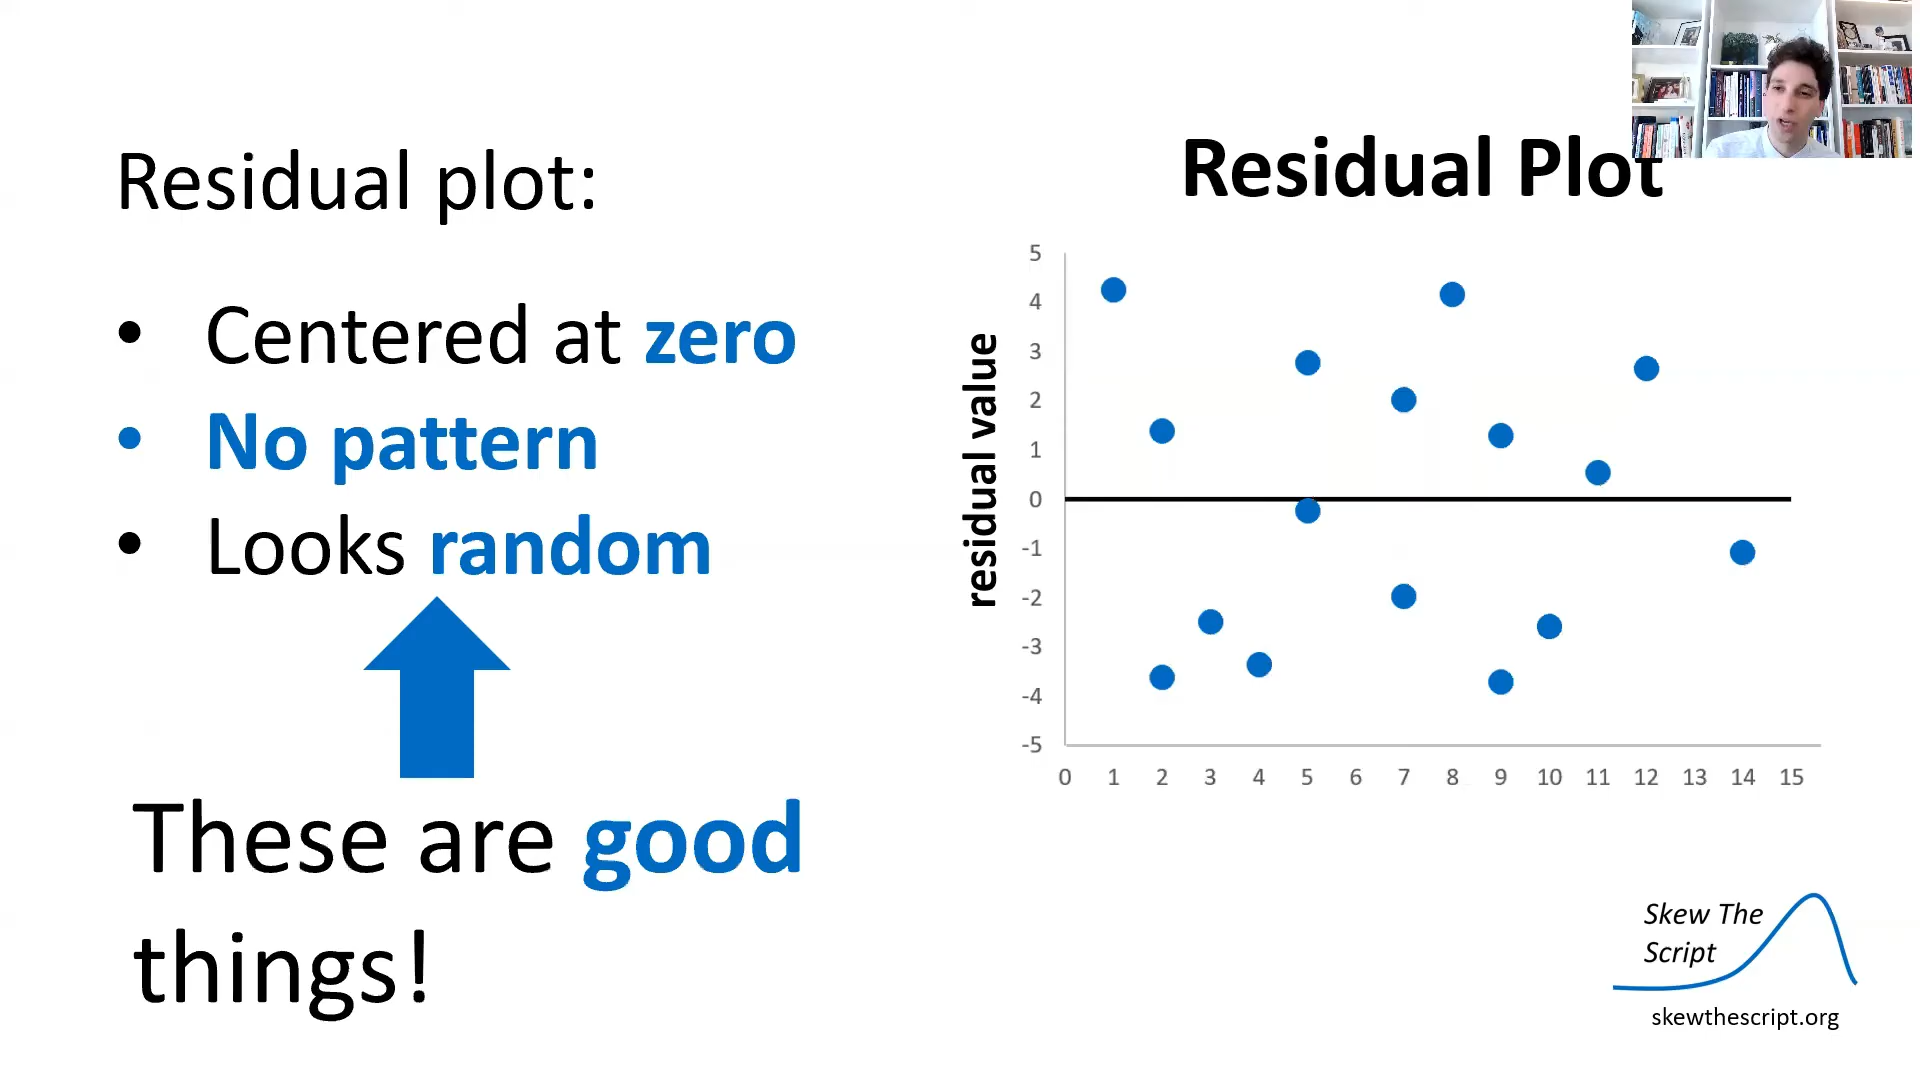 Residual plot:
• Centered at zero
• No pattern
• Looks random
These are good
things!
Residual Plot
residual value
5
4
3
2
1
0
-1
-2
-3
-4
-5
0 1 2 3 4 5 6 7 8 9 10 11 12 13 14 15
Skew The
Script
skewthescript.org